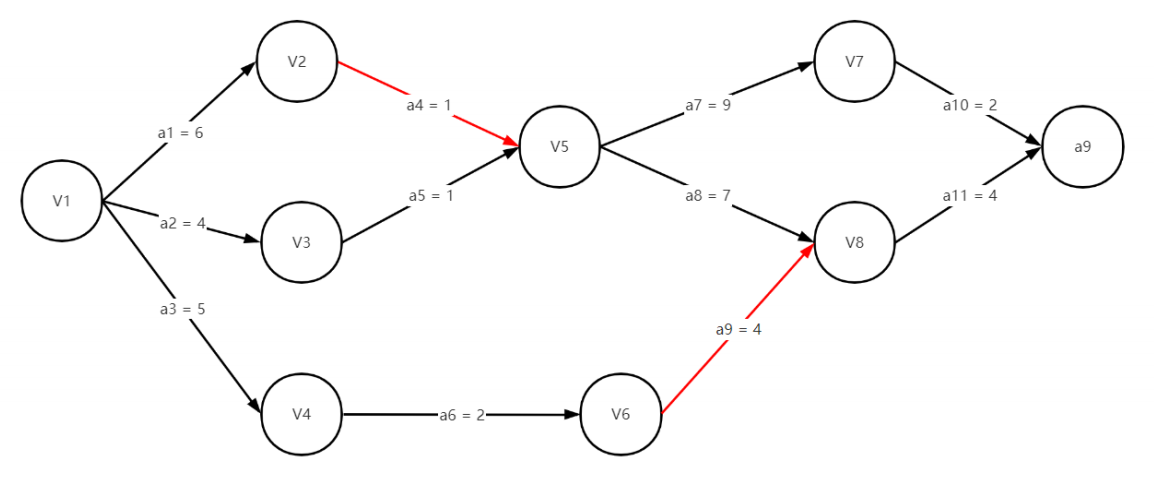 V2
V7
a4 = 1
a7 = 9
a10 = 2
a1 = 6
V5
a9
V1
a5 = 1
a8 = 7
a11 = 4
a2 = 4
V3
V8
a3 = 5
a9 = 4
V4
a6 = 2
V6